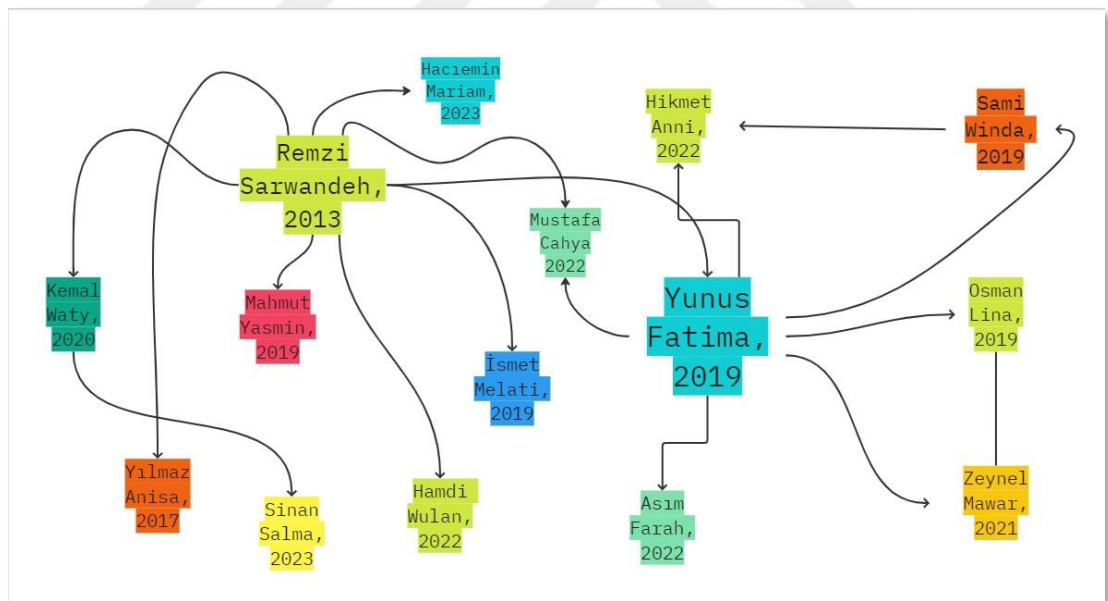 Hacıemin
Mariam,
2023
Hikmet
Anni,
2022
Sami
Winda,
2019
Remzi
Sarwandeh,
2013
Mustafa
Cahya
2022
Kemal
Waty,
2020
Mahmut
Yasmin,
2019
Yunus
Fatima,
2019
Osman
Lina,
2019
İsmet
Melati,
2019
Yılmaz
Anisa,
2017
Sinan
Salma,
2023
Hamdi
Wulan,
2022
Asım
Farah,
2022
Zeynel
Mawar,
2021